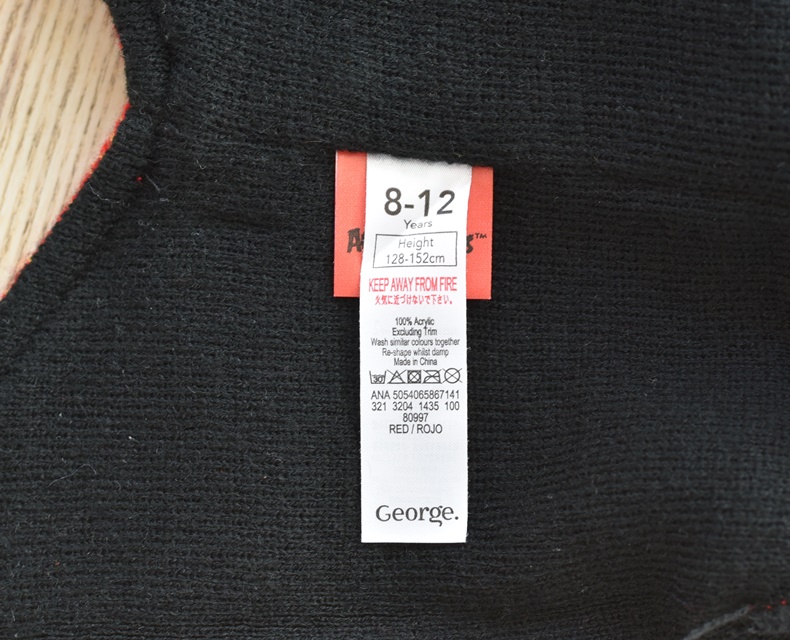 8-12
Years
Height
128-152cm
KEEP AWAY FROM FIRE
火気に近づけないで下さい。
100% Acrylic
Excluding Trim
Wash similar colours together
Re-shape whilst damp
Made in China
30
ANA 5054065867141
321 3204 1435 100
80997
RED / ROJO
George.